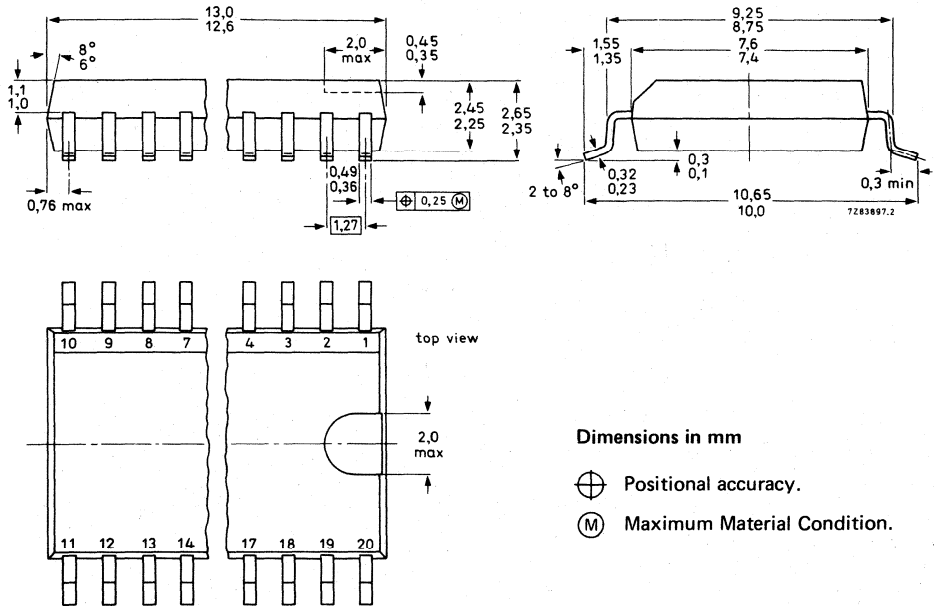 13,0
12,6
8°
6°
1,1
1,0
2,0
max
0,45
0,35
2,45
2,25
2,65
2,35
0,76 max
0,49
0,36
⌖ 0,25 Ⓜ
1,27
9,25
8,75
7,6
7,4
1,55
1,35
2 to 8°
0,32
0,23
0,3
0,1
0,3 min
10,65
10,0
7Z83897.2
10 9 8 7 4 3 2 1
top view
2,0
max
11 12 13 14 17 18 19 20
Dimensions in mm
Positional accuracy.
M Maximum Material Condition.